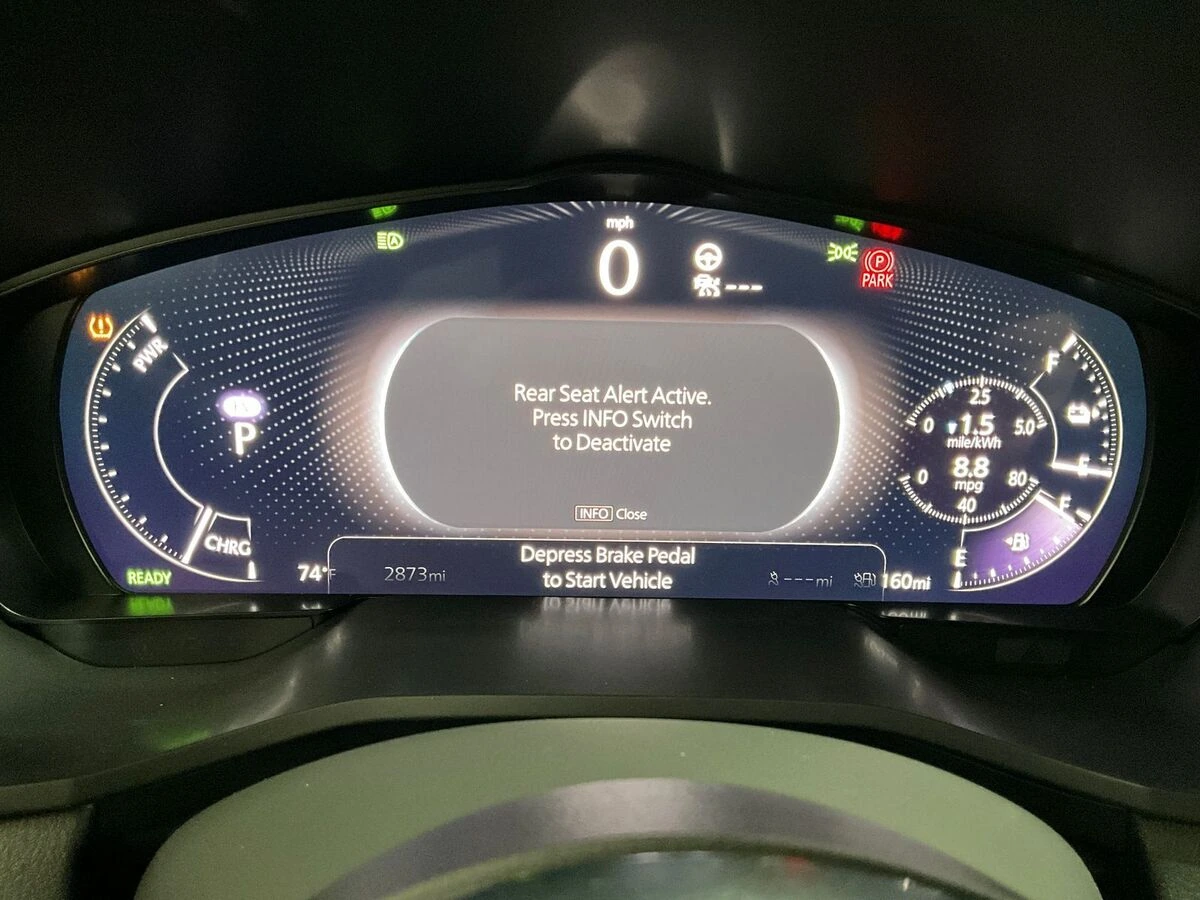 mph
0
---
PARK
PWR
F
EV
P
25
0
1.5
5.0
mile/kWh
8.8
mpg
0
80
40
E
F
E
Rear Seat Alert Active.
Press INFO Switch
to Deactivate
INFO Close
CHRG
READY
74°F
2873mi
Depress Brake Pedal
to Start Vehicle
---mi
160mi